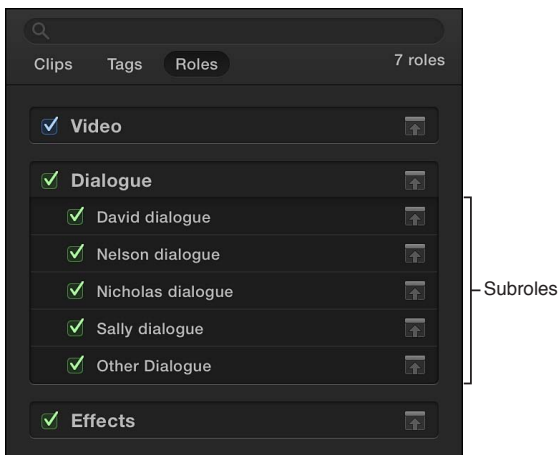 Clips Tags Roles 7 roles
Video
Dialogue
David dialogue
Nelson dialogue
Nicholas dialogue
Sally dialogue
Other Dialogue
Effects
Subroles